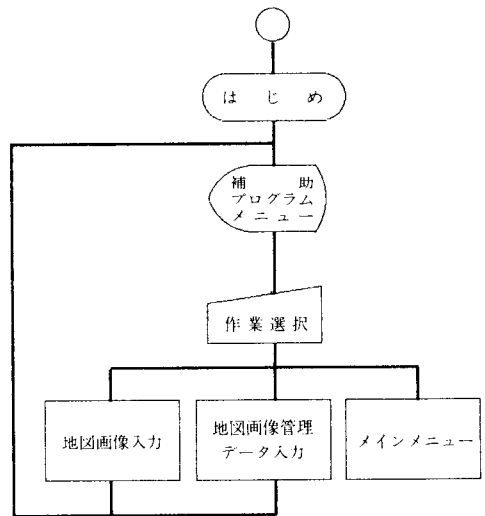 はじめ
補助
プログラム
メニュー
作業選択
地図画像入力
地図画像管理
データ入力
メインメニュー